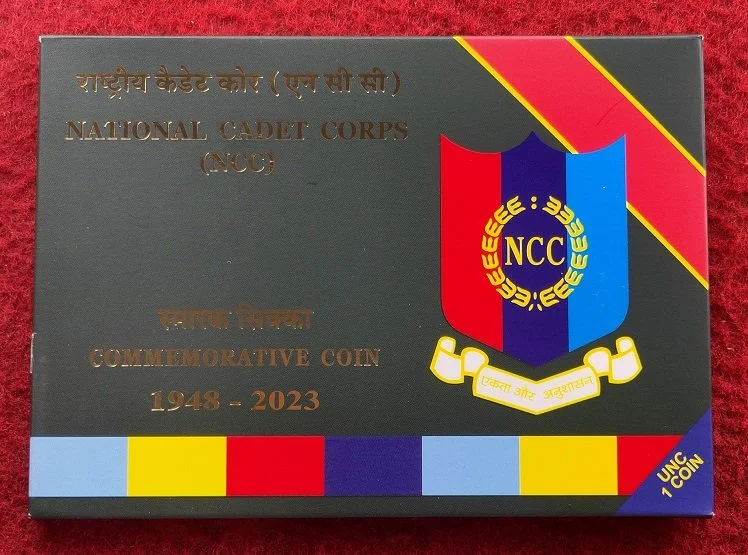 राष्ट्रीय कैडेट कोर ( एन सी सी )
NATIONAL CADET CORPS
(NCC)
NCC
स्मारक सिक्का
COMMEMORATIVE COIN
1948 - 2023
एकता और अनुशासन
UNC
1 COIN